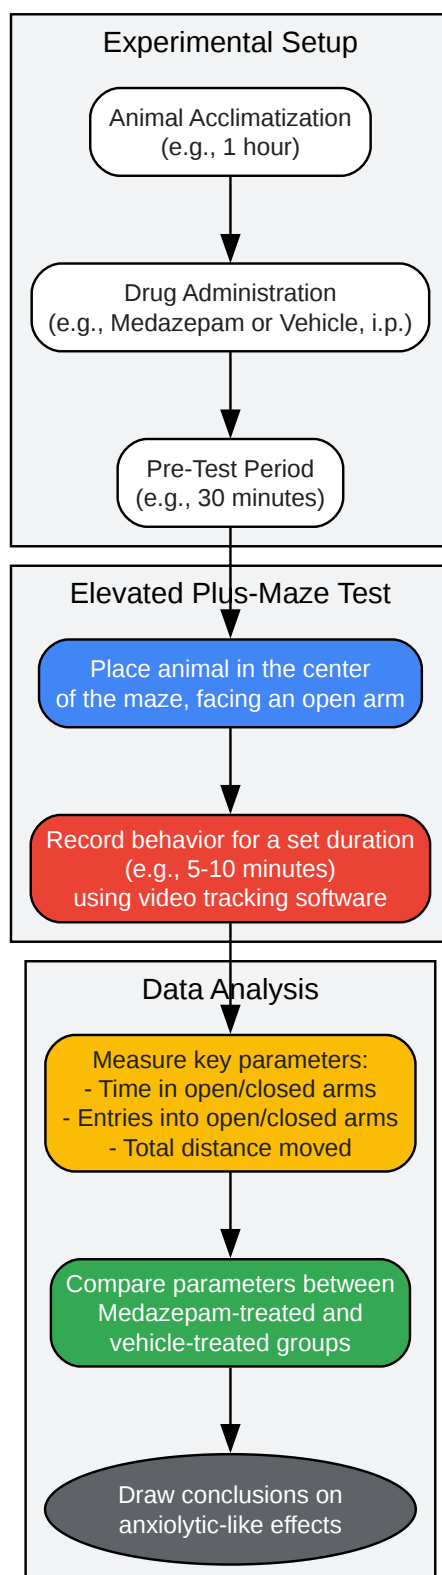 Experimental Setup
Animal Acclimatization
(e.g., 1 hour)
Drug Administration
(e.g., Medazepam or Vehicle, i.p.)
Pre-Test Period
(e.g., 30 minutes)
Elevated Plus-Maze Test
Place animal in the center
of the maze, facing an open arm
Record behavior for a set duration
(e.g., 5-10 minutes)
using video tracking software
Data Analysis
Measure key parameters:
- Time in open/closed arms
- Entries into open/closed arms
- Total distance moved
Compare parameters between
Medazepam-treated and
vehicle-treated groups
Draw conclusions on
anxiolytic-like effects